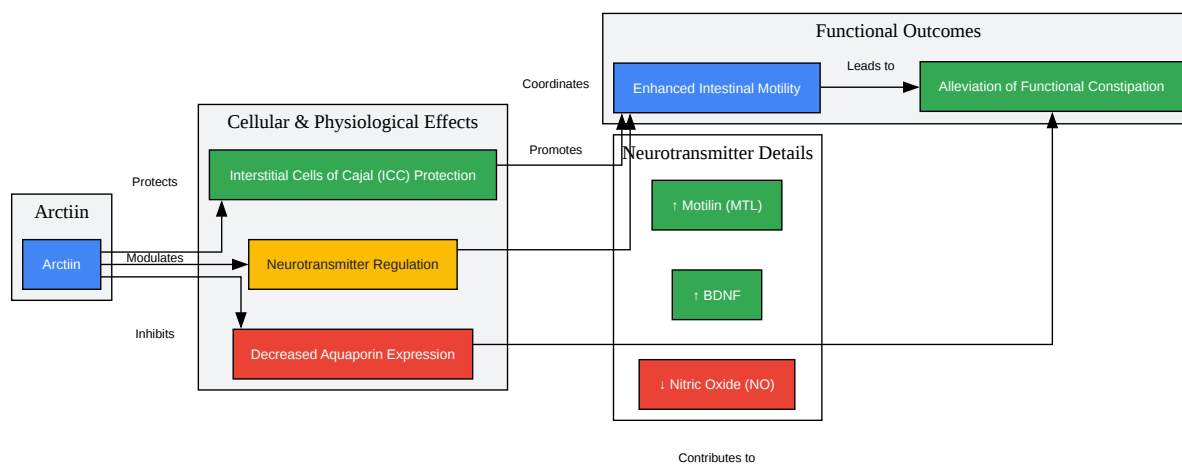 Functional Outcomes
Leads to
Coordinates
Enhanced Intestinal Motility
Alleviation of Functional Constipation
Cellular & Physiological Effects
Promotes
Neurotransmitter Details
Interstitial Cells of Cajal (ICC) Protection
Protects
↑ Motilin (MTL)
Arctiin
Arctiin
Modulates
Neurotransmitter Regulation
↑ BDNF
Inhibits
Decreased Aquaporin Expression
↓ Nitric Oxide (NO)
Contributes to